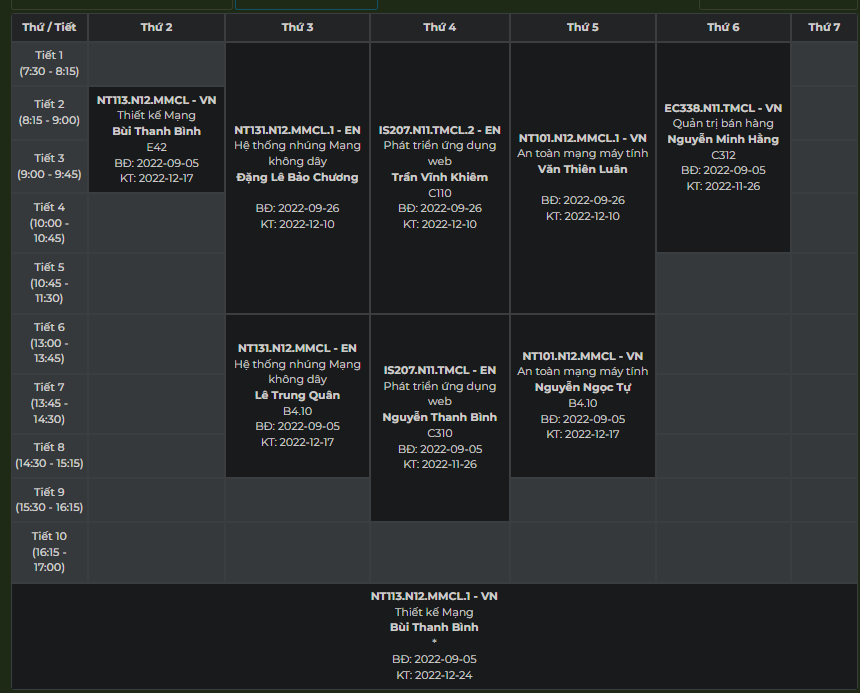 Thứ / Tiết
Thứ 2
Thứ 3
Thứ 4
Thứ 5
Thứ 6
Thứ 7
Tiết 1
(7:30 - 8:15)
Tiết 2
(8:15 - 9:00)
Tiết 3
(9:00 - 9:45)
Tiết 4
(10:00 -
10:45)
Tiết 5
(10:45 -
11:30)
Tiết 6
(13:00 -
13:45)
Tiết 7
(13:45 -
14:30)
Tiết 8
(14:30 - 15:15)
Tiết 9
(15:30 - 16:15)
Tiết 10
(16:15 -
17:00)
NT113.N12.MMCL - VN
Thiết kế Mạng
Bùi Thanh Bình
E42
BĐ: 2022-09-05
KT: 2022-12-17
NT131.N12.MMCL.1 - EN
Hệ thống nhúng Mạng
không dây
Đặng Lê Bảo Chương
BĐ: 2022-09-26
KT: 2022-12-10
IS207.N11.TMCL.2 - EN
Phát triển ứng dụng
web
Trần Vĩnh Khiêm
C110
BĐ: 2022-09-26
KT: 2022-12-10
NT101.N12.MMCL.1 - VN
An toàn mạng máy tính
Văn Thiên Luân
BĐ: 2022-09-26
KT: 2022-12-10
EC338.N11.TMCL - VN
Quản trị bán hàng
Nguyễn Minh Hằng
C312
BĐ: 2022-09-05
KT: 2022-11-26
NT131.N12.MMCL - EN
Hệ thống nhúng Mạng
không dây
Lê Trung Quân
B4.10
BĐ: 2022-09-05
KT: 2022-12-17
IS207.N11.TMCL - EN
Phát triển ứng dụng
web
Nguyễn Thanh Bình
C310
BĐ: 2022-09-05
KT: 2022-11-26
NT101.N12.MMCL - VN
An toàn mạng máy tính
Nguyễn Ngọc Tự
B4.10
BĐ: 2022-09-05
KT: 2022-12-17
NT113.N12.MMCL.1 - VN
Thiết kế Mạng
Bùi Thanh Bình
*
BĐ: 2022-09-05
KT: 2022-12-24